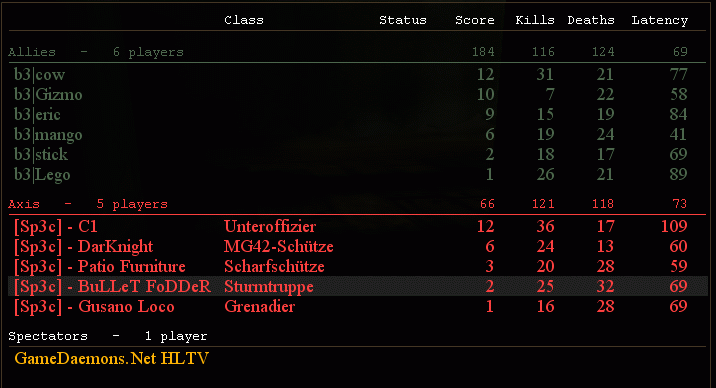 Class Status Score Kills Deaths Latency
Allies - 6 players 184 116 124 69
b3|cow 12 31 21 77
b3|Gizmo 10 7 22 58
b3|eric 9 15 19 84
b3|mango 6 19 24 41
b3|stick 2 18 17 69
b3|Lego 1 26 21 89
Axis - 5 players 66 121 118 73
[Sp3c] - C1 Unteroffizier 12 36 17 109
[Sp3c] - DarKnight MG42-Schütze 6 24 13 60
[Sp3c] - Patio Furniture Scharfschütze 3 20 28 59
[Sp3c] - BuLLeT FoDDeR Sturmtruppe 2 25 32 69
[Sp3c] - Gusano Loco Grenadier 1 16 28 69
Spectators - 1 player
GameDaemons.Net HLTV